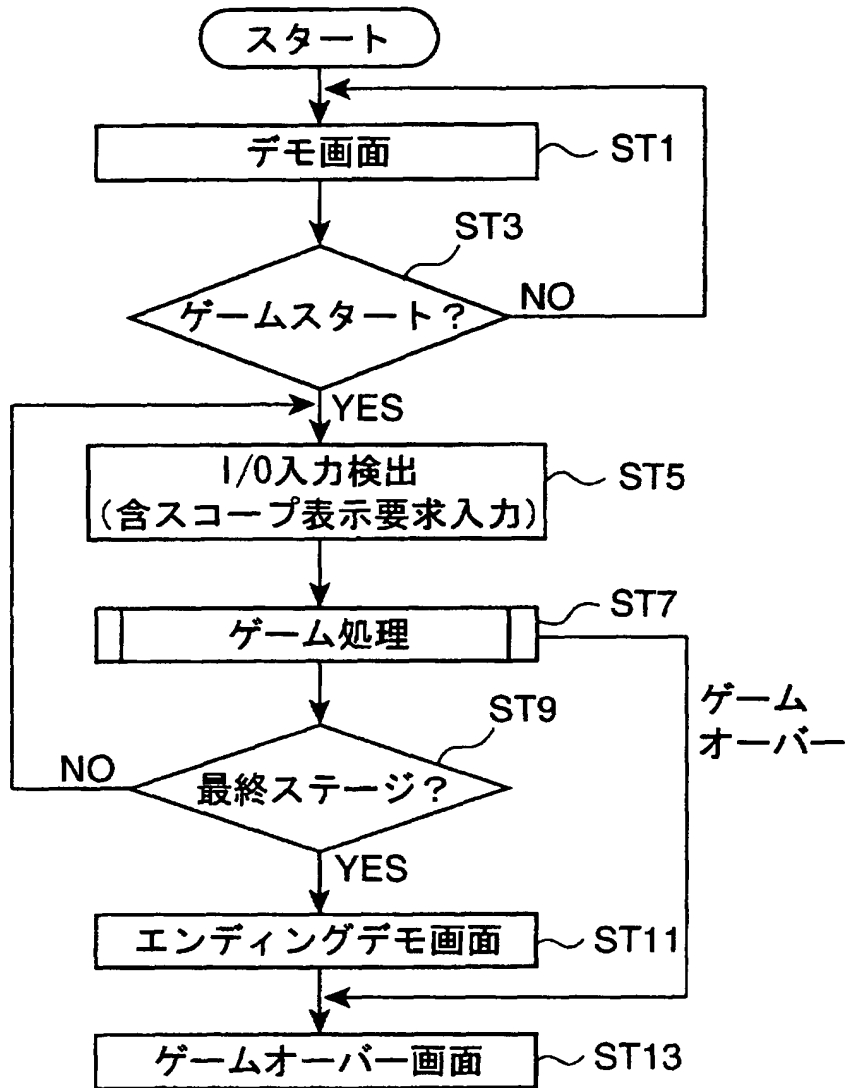 スタート
デモ画面
ST1
ST3
ゲームスタート?
NO
YES
I/O入力検出
(含スコープ表示要求入力)
ST5
ゲーム処理
ST7
ゲーム
オーバー
ST9
最終ステージ?
NO
YES
エンディングデモ画面
ST11
ゲームオーバー画面
ST13